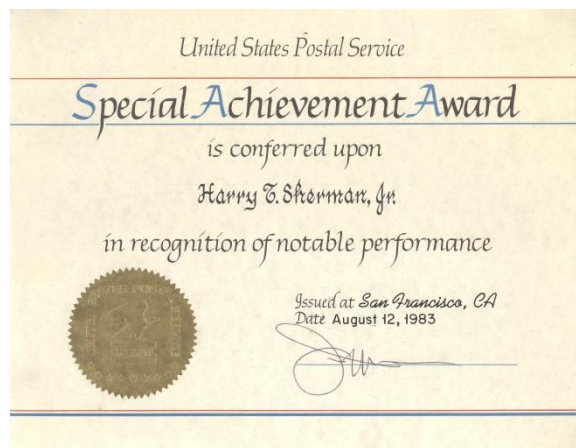 United States Postal Service
Special Achievement Award
is conferred upon
Harry T. Sherman, Jr.
in recognition of notable performance
Issued at San Francisco, CA
Date August 12, 1983